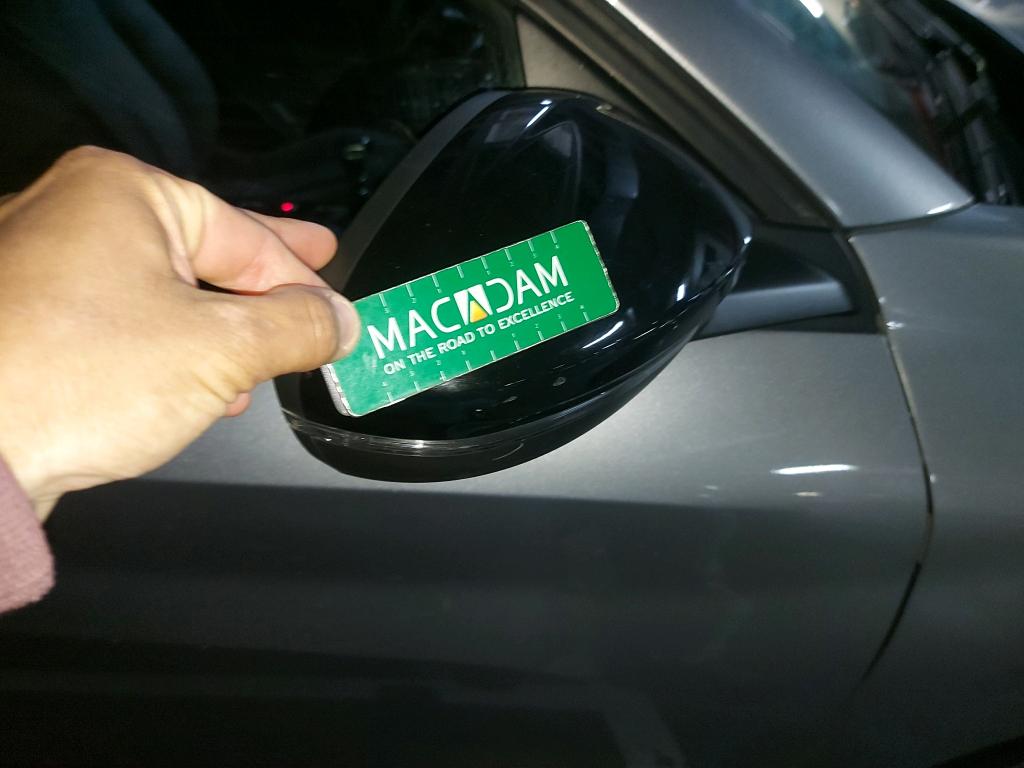 MACADAM
ON THE ROAD TO EXCELLENCE